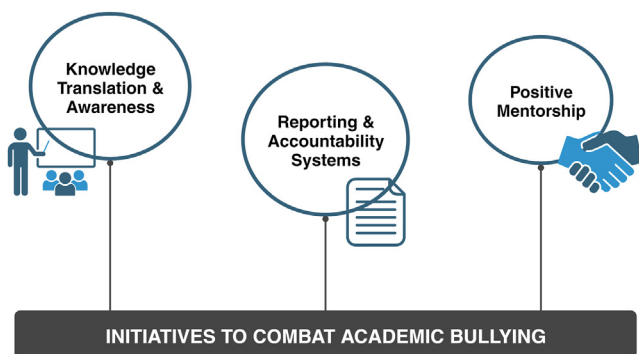 Knowledge
Translation &
Awareness
Reporting &
Accountability
Systems
Positive
Mentorship
INITIATIVES TO COMBAT ACADEMIC BULLYING